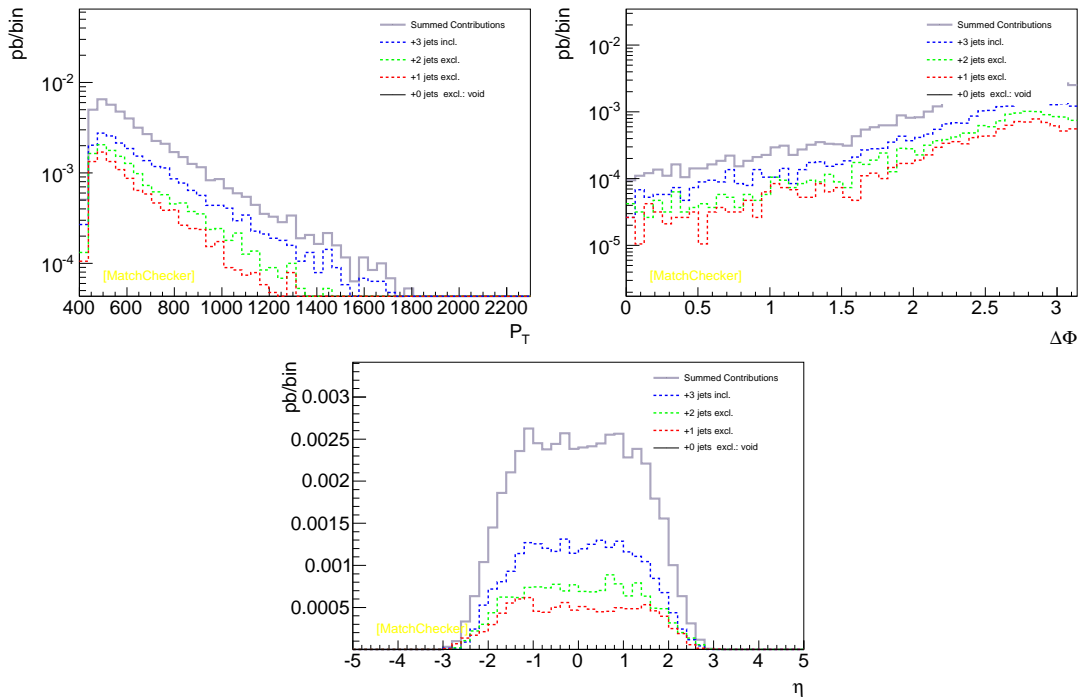 pb/bin
Summed Contributions
+3 jets incl.
+2 jets excl.
+1 jets excl.
+0 jets excl.: void
10^-2
10^-3
10^-4
[MatchChecker]
400 600 800 1000 1200 1400 1600 1800 2000 2200
P_T
pb/bin
Summed Contributions
+3 jets incl.
+2 jets excl.
+1 jets excl.
+0 jets excl.: void
10^-2
10^-3
10^-4
10^-5
[MatchChecker]
0 0.5 1 1.5 2 2.5 3
ΔΦ
pb/bin
Summed Contributions
+3 jets incl.
+2 jets excl.
+1 jets excl.
+0 jets excl.: void
0.003
0.0025
0.002
0.0015
0.001
0.0005
[MatchChecker]
-5 -4 -3 -2 -1 0 1 2 3 4 5
η